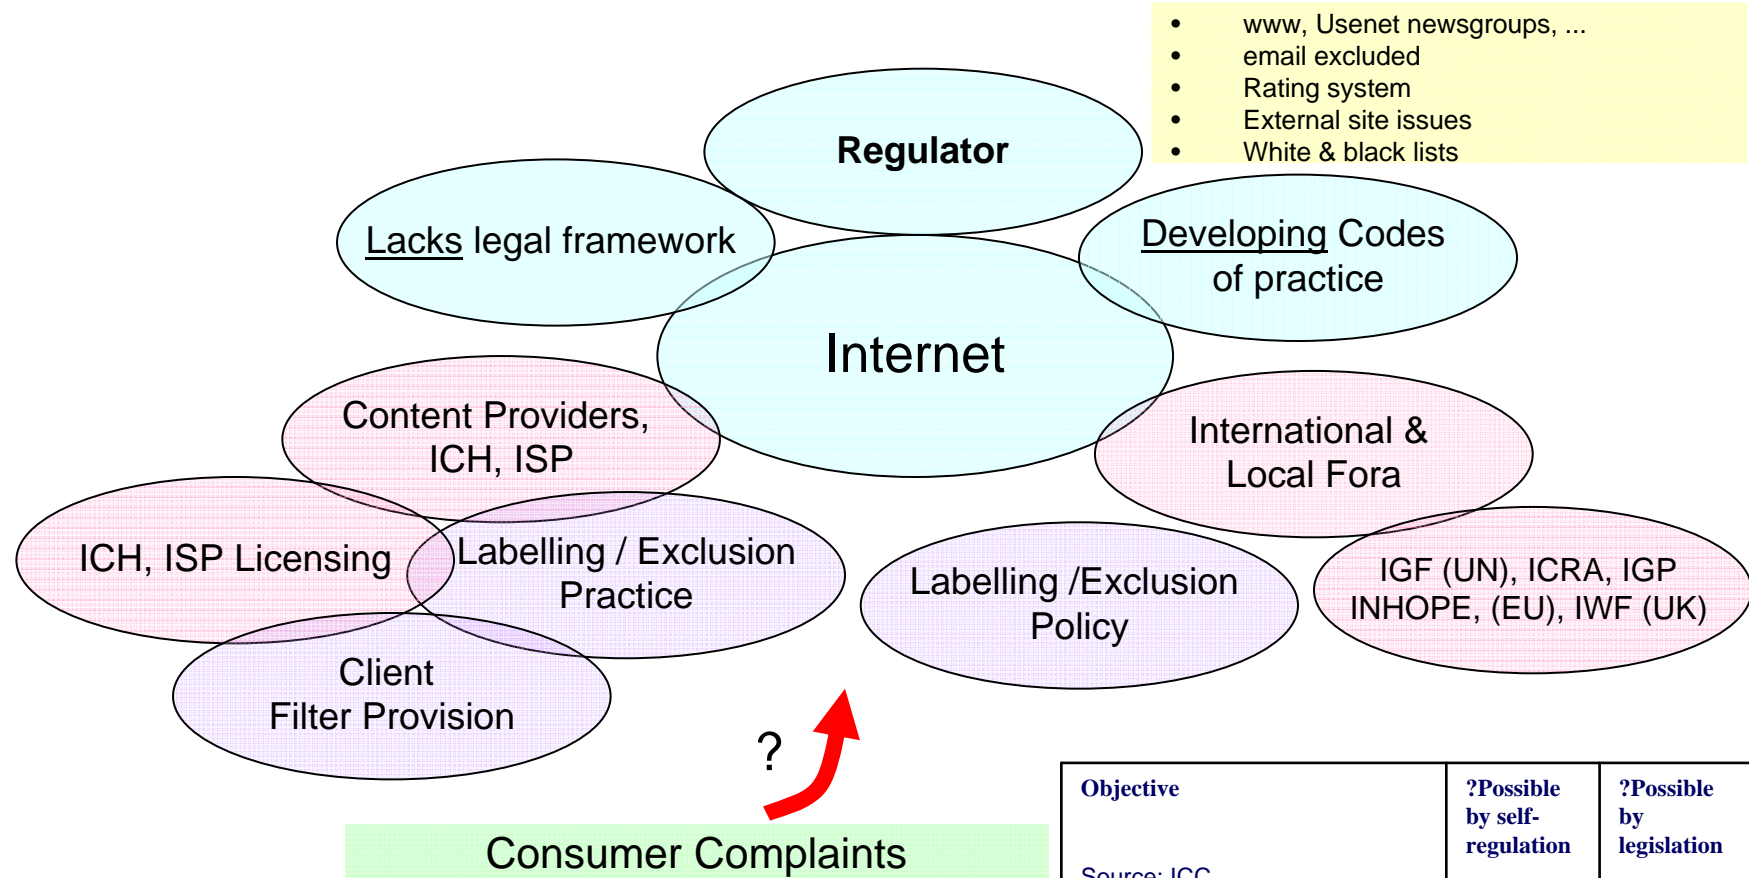 • www, Usenet newsgroups, ...
• email excluded
• Rating system
• External site issues
• White & black lists
Regulator
Lacks legal framework
Developing Codes
of practice
Internet
Content Providers,
ICH, ISP
International &
Local Fora
ICH, ISP Licensing
Labelling / Exclusion
Practice
Labelling /Exclusion
Policy
IGF (UN), ICRA, IGP
INHOPE, (EU), IWF (UK)
Client
Filter Provision
?
Consumer Complaints
Objective
Source: ICC
?Possible
by self-
regulation
?Possible
by
legislation